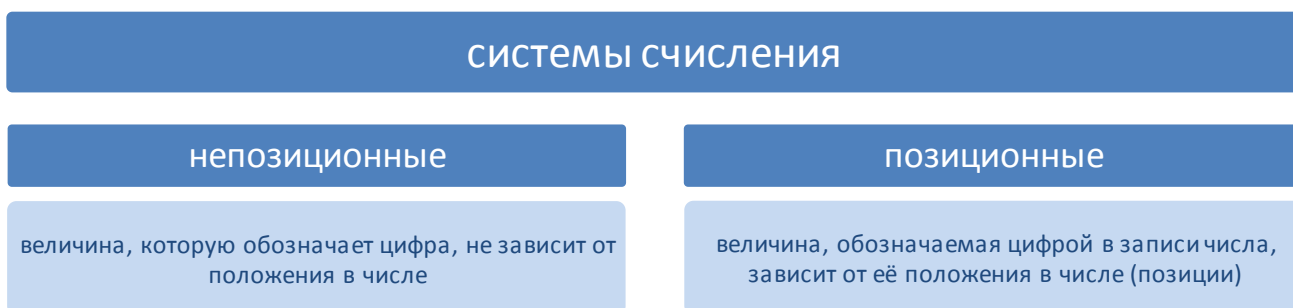 системы счисления
непозиционные
позиционные
величина, которую обозначает цифра, не зависит от
положения в числе
величина, обозначаемая цифрой в записи числа,
зависит от её положения в числе (позиции)